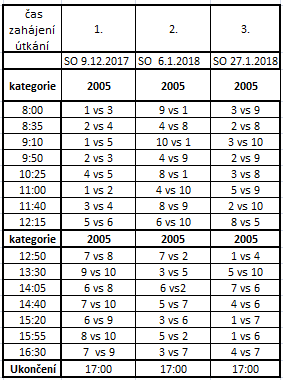 čas zahájení útkání 1. 2. 3.
SO 9.12.2017 SO 6.1.2018 SO 27.1.2018
kategorie 2005 2005 2005
8:00 1 vs 3 9 vs 1 3 vs 9
8:35 2 vs 4 4 vs 8 2 vs 8
9:10 1 vs 5 10 vs 1 3 vs 10
9:50 2 vs 3 4 vs 9 2 vs 9
10:25 4 vs 5 8 vs 1 3 vs 8
11:00 1 vs 2 4 vs 10 5 vs 9
11:40 3 vs 4 8 vs 9 2 vs 10
12:15 5 vs 6 6 vs 10 8 vs 5
kategorie 2005 2005 2005
12:50 7 vs 8 7 vs 2 1 vs 4
13:30 9 vs 10 3 vs 5 5 vs 10
14:05 6 vs 8 6 vs2 7 vs 6
14:40 7 vs 10 5 vs 7 4 vs 6
15:20 6 vs 9 3 vs 6 1 vs 7
15:55 8 vs 10 5 vs 2 1 vs 6
16:30 7 vs 9 3 vs 7 4 vs 7
Ukončení 17:00 17:00 17:00